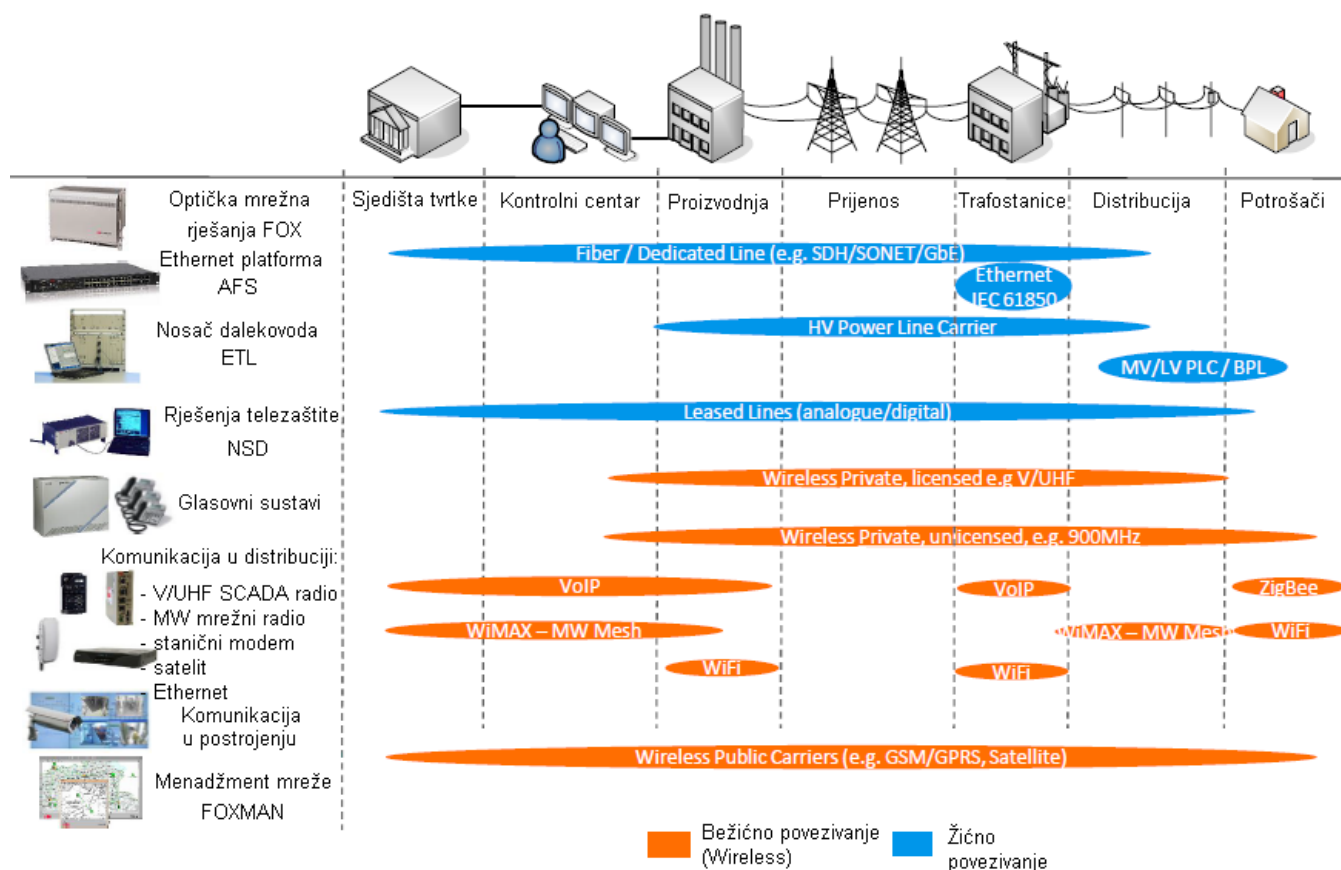 Optička mrežna
rješanja FOX
Ethernet platforma
AFS
Nosač dalekovoda
ETL
Rješenja telezaštite
NSD
Glasovni sustavi
Komunikacija u distribuciji:
- V/UHF SCADA radio
- MW mrežni radio
- stanični modem
- satelit
Ethernet
Komunikacija
u postrojenju
Menadžment mreže
FOXMAN
Sjedišta tvrtke
Kontrolni centar
Proizvodnja
Prijenos
Trafostanice
Distribucija
Potrošači
Fiber / Dedicated Line (e.g. SDH/SONET/GbE)
Ethernet
IEC 61850
HV Power Line Carrier
MV/LV PLC / BPL
Leased Lines (analogue/digital)
Wireless Private, licensed e.g V/UHF
Wireless Private, unlicensed, e.g. 900MHz
VoIP
VoIP
ZigBee
WiMAX – MW Mesh
WiMAX – MW Mesh
WiFi
WiFi
WiFi
Wireless Public Carriers (e.g. GSM/GPRS, Satellite)
Bežićno povezivanje
(Wireless)
Žićno
povezivanje